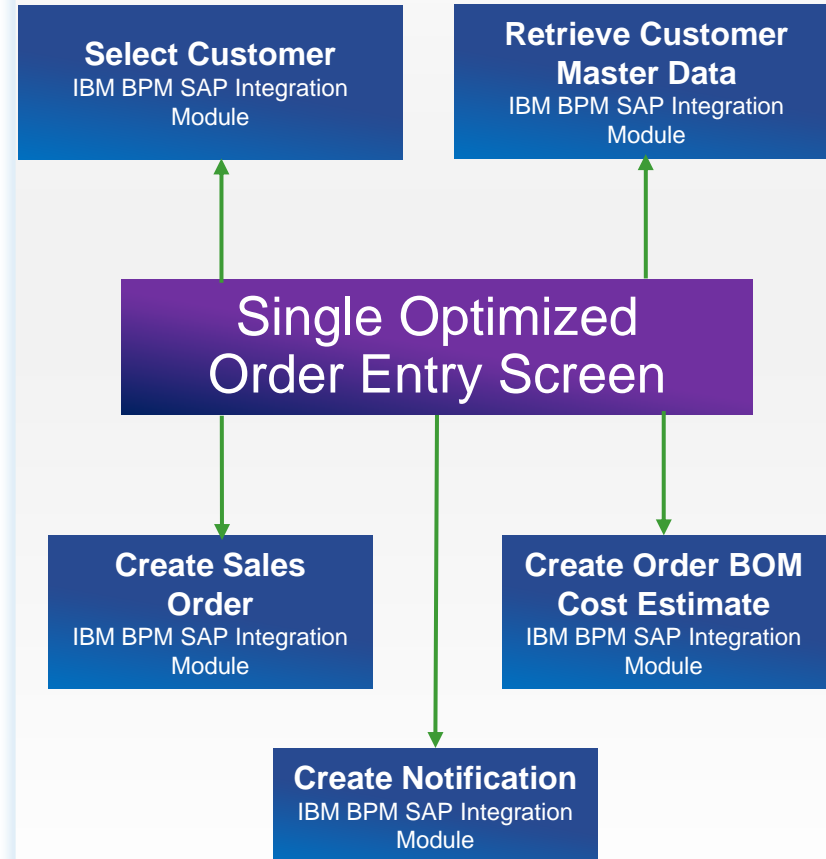 Select Customer
IBM BPM SAP Integration
Module
Retrieve Customer
Master Data
IBM BPM SAP Integration
Module
Single Optimized
Order Entry Screen
Create Sales
Order
IBM BPM SAP Integration
Module
Create Order BOM
Cost Estimate
IBM BPM SAP Integration
Module
Create Notification
IBM BPM SAP Integration
Module